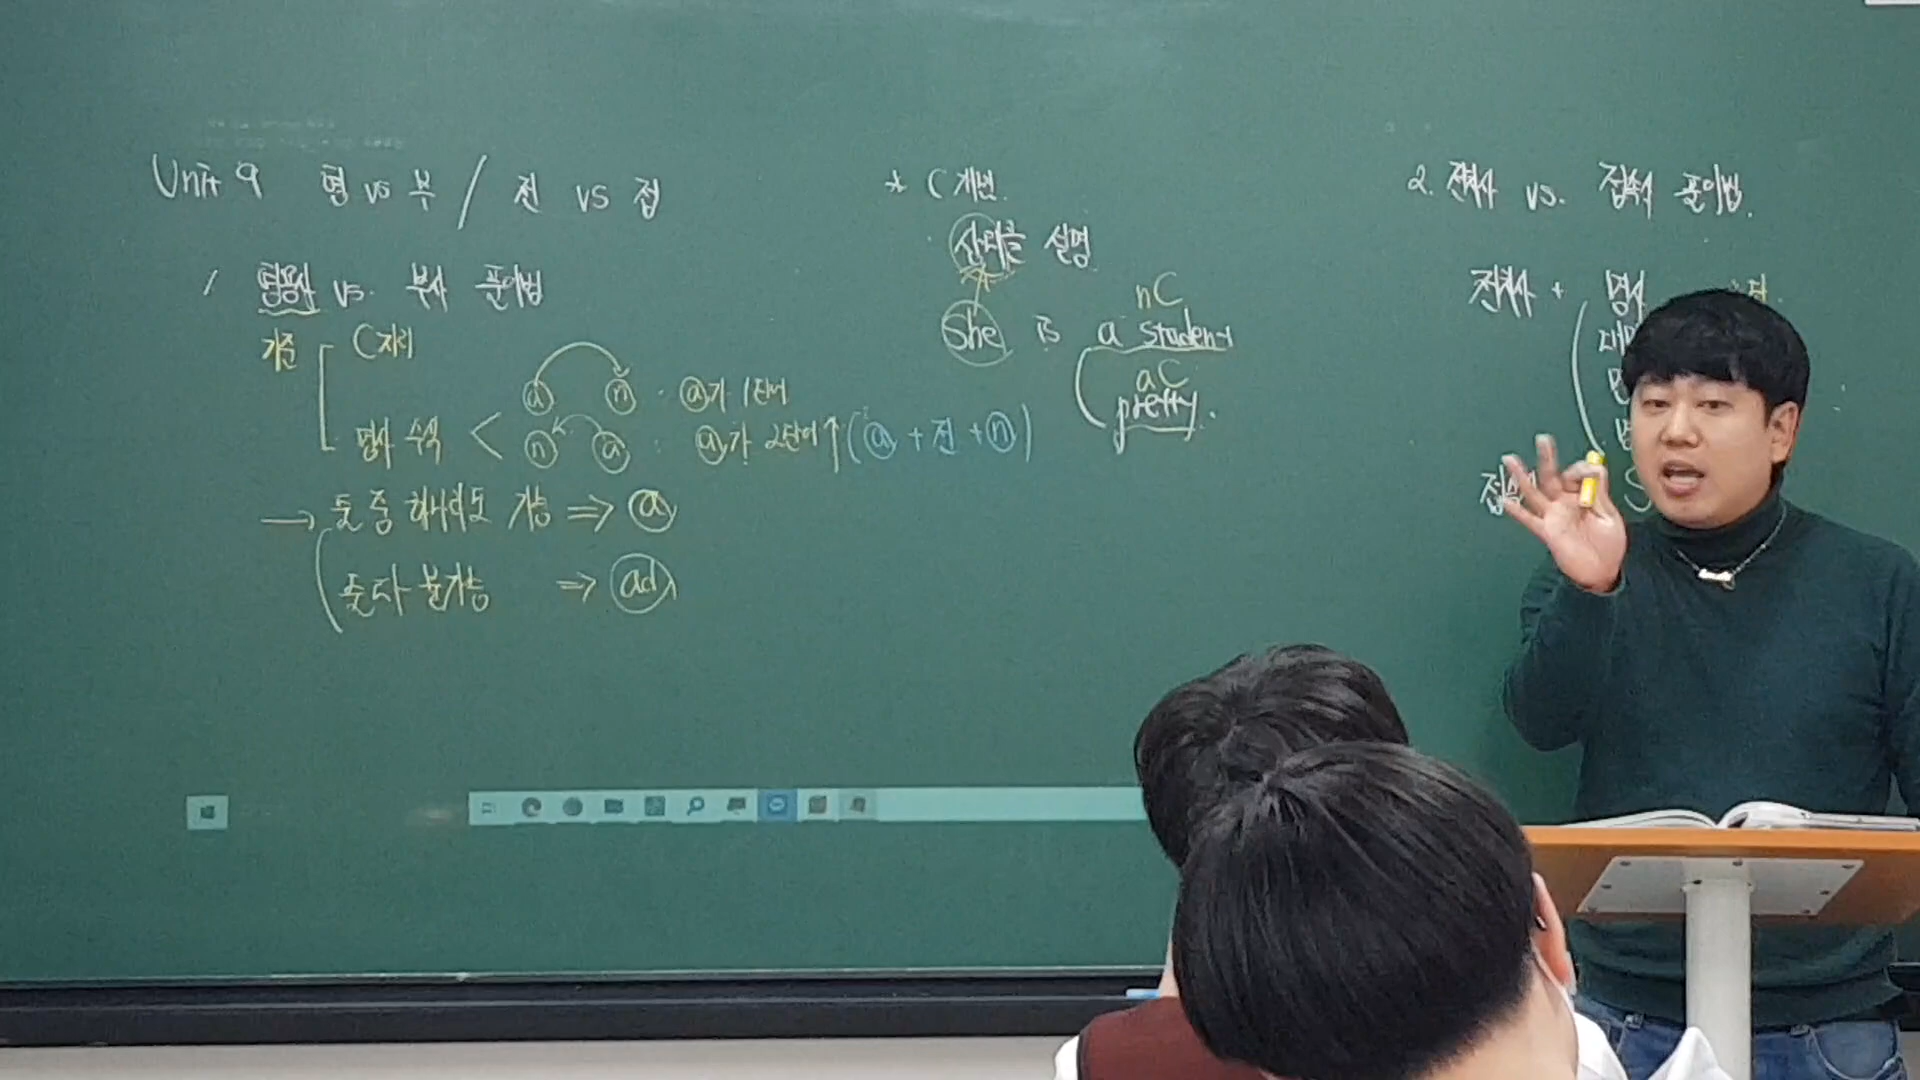 Unit 9 형 vs 부 / 전 vs 접
1 형용사 vs. 부사 풀이법
기준 C자리
명사 수식 <
ⓐ ⓝ . ⓐ가 1단어
ⓝ ⓐ : ⓐ가 2단어↑ (ⓐ + 전 + ⓝ)
→ 둘 중 하나라도 가능 ⇒ ⓐ
둘다 불가능 ⇒ ad
* C 개념.
상태를 설명
nC
She is a student
aC
pretty.
2. 전치사 vs. 접속사 풀이법.
전치사 + 명사